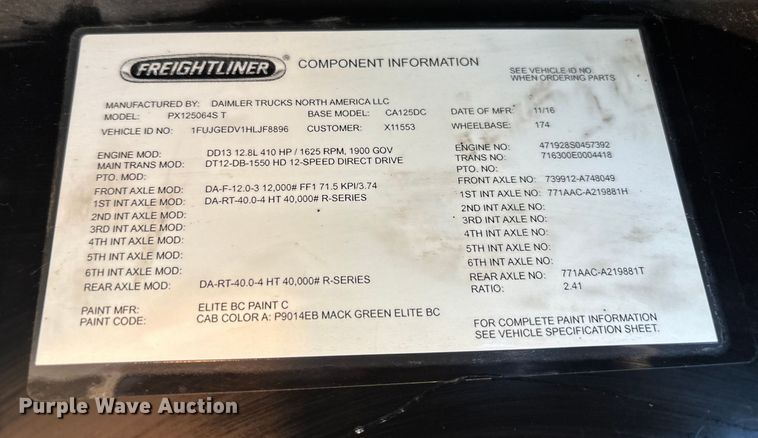 FREIGHTLINER ® COMPONENT INFORMATION
SEE VEHICLE ID NO.
WHEN ORDERING PARTS
MANUFACTURED BY: DAIMLER TRUCKS NORTH AMERICA LLC
MODEL: PX125064S T BASE MODEL: CA125DC DATE OF MFR: 11/16
VEHICLE ID NO: 1FUJGEDV1HLJF8896 CUSTOMER: X11553 WHEELBASE: 174
ENGINE MOD: DD13 12.8L 410 HP / 1625 RPM, 1900 GOV ENGINE NO: 471928S0457392
MAIN TRANS MOD: DT12-DB-1550 HD 12-SPEED DIRECT DRIVE TRANS NO: 716300E0004418
PTO. MOD: PTO. NO:
FRONT AXLE MOD: DA-F-12.0-3 12,000# FF1 71.5 KPI/3.74 FRONT AXLE NO: 739912-A748049
1ST INT AXLE MOD: DA-RT-40.0-4 HT 40,000# R-SERIES 1ST INT AXLE NO: 771AAC-A219881H
2ND INT AXLE MOD: 2ND INT AXLE NO:
3RD INT AXLE MOD: 3RD INT AXLE NO:
4TH INT AXLE MOD: 4TH INT AXLE NO:
5TH INT AXLE MOD: 5TH INT AXLE NO:
6TH INT AXLE MOD: 6TH INT AXLE NO:
REAR AXLE MOD: DA-RT-40.0-4 HT 40,000# R-SERIES REAR AXLE NO: 771AAC-A219881T
RATIO: 2.41
PAINT MFR: ELITE BC PAINT C
PAINT CODE: CAB COLOR A: P9014EB MACK GREEN ELITE BC
FOR COMPLETE PAINT INFORMATION
SEE VEHICLE SPECIFICATION SHEET.
Purple Wave Auction